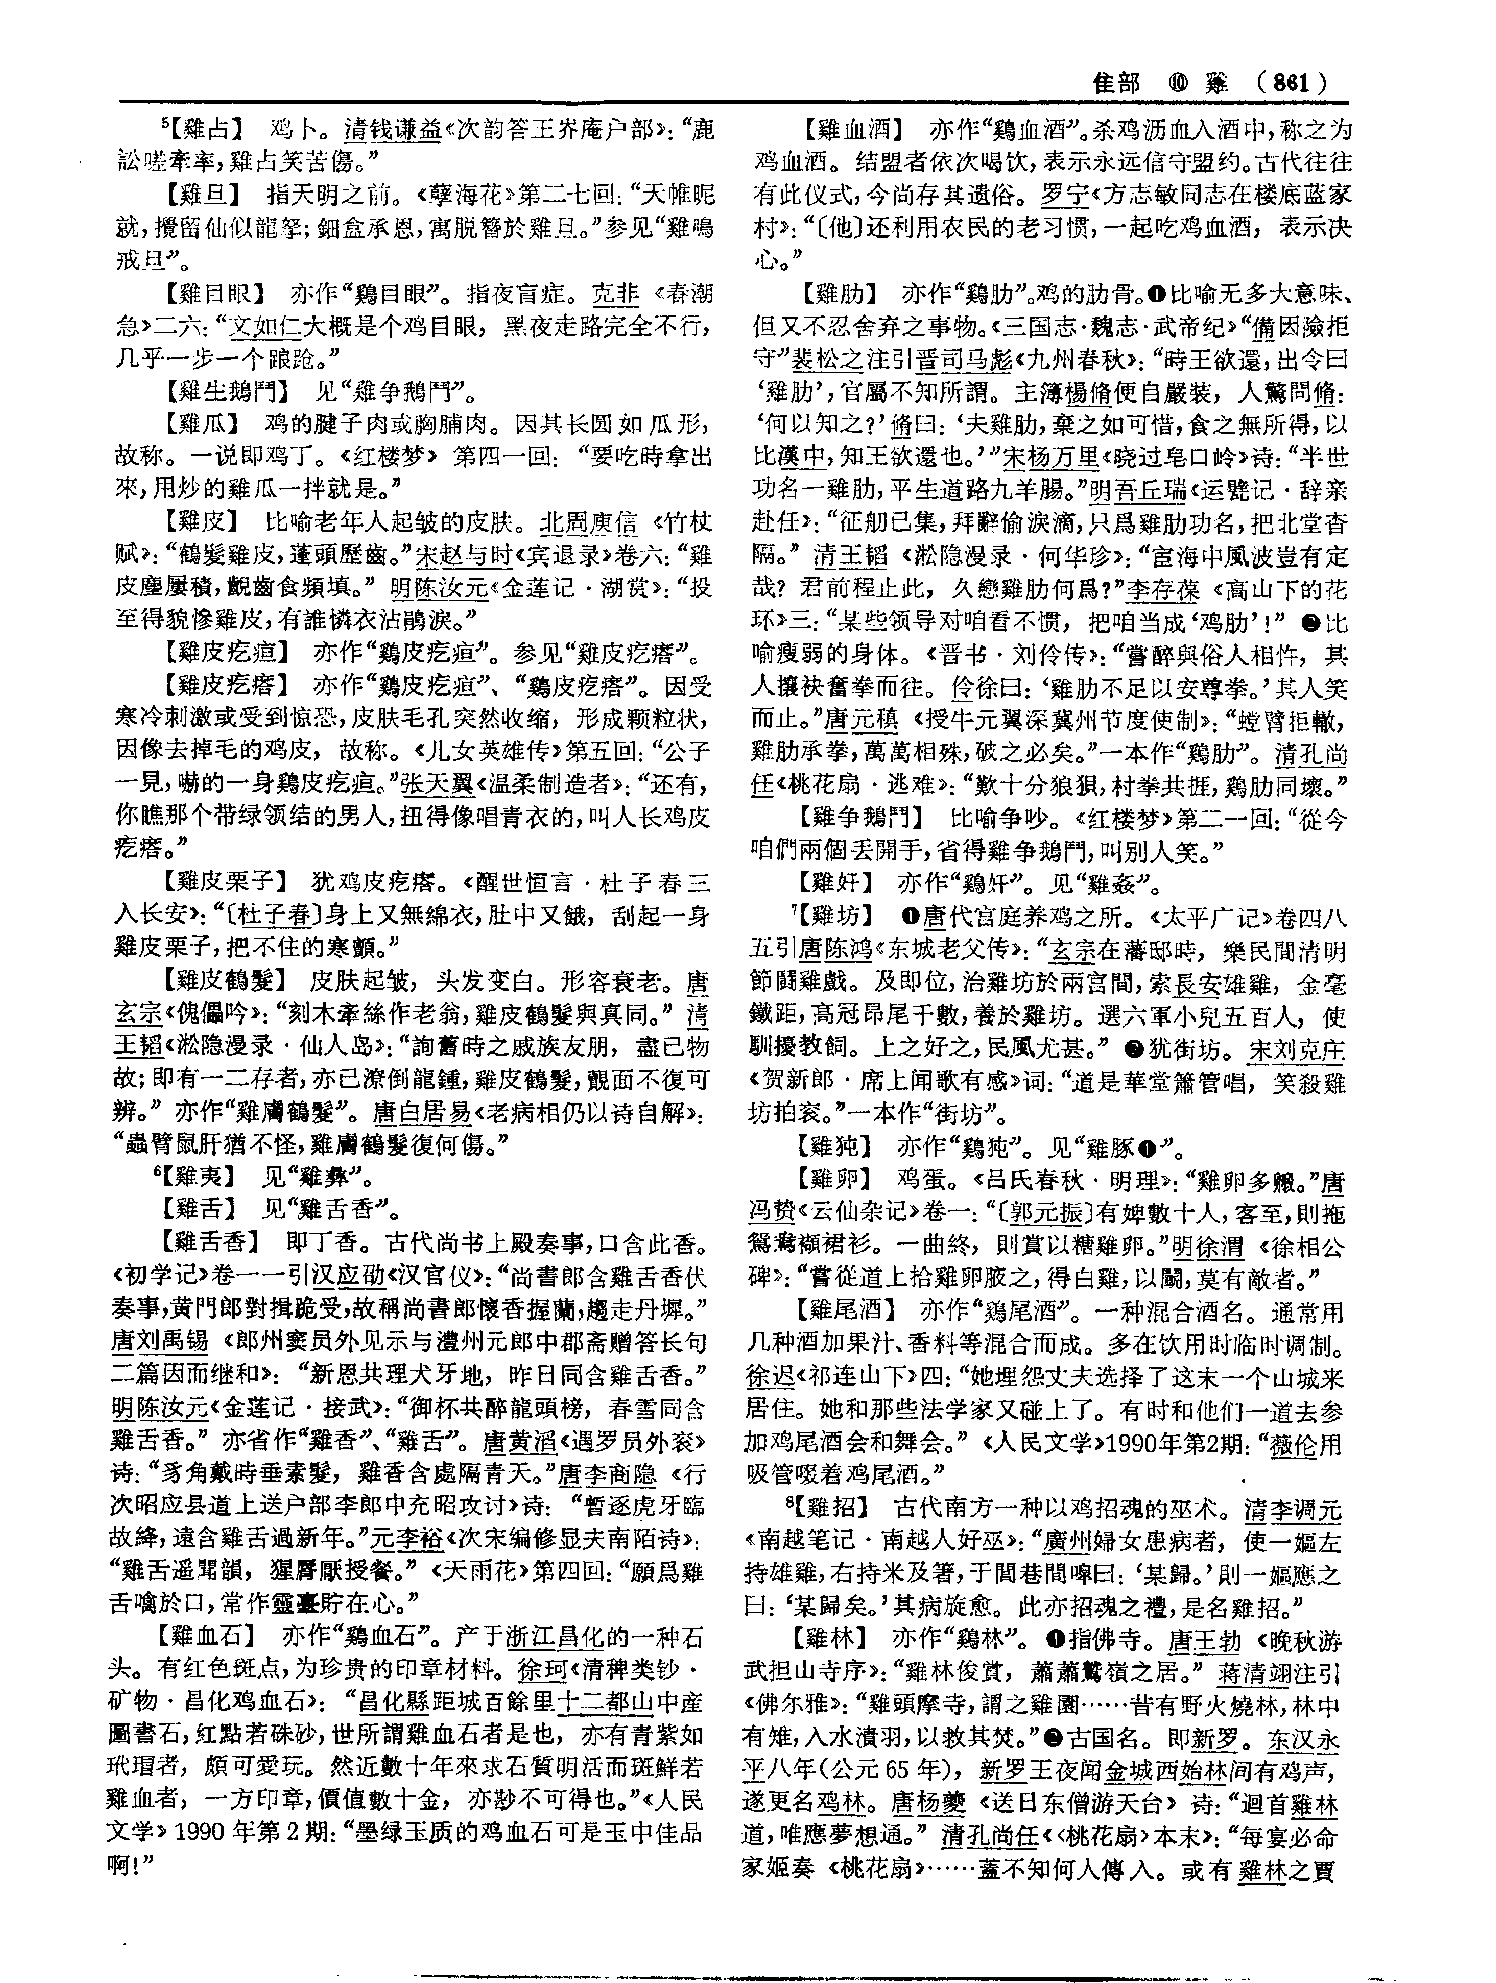 隹部　⑩　雞　（861）
⁵【雞占】　鸡卜。清钱谦益《次韵答王岕庵户部》：“鹿
訟嗟牽率，雞占笑苦傷。”
【雞旦】　指天明之前。《孽海花》第二七回：“天帷昵
就，攪留仙似龍拏；鈿盒承恩，寓脱簪於雞旦。”参见“雞鳴
戒旦”。
【雞目眼】　亦作“鷄目眼”。指夜盲症。克非《春潮
急》二六：“文如仁大概是个鸡目眼，黑夜走路完全不行，
几乎一步一个踉跄。”
【雞生鵝鬥】　见“雞争鵝鬥”。
【雞瓜】　鸡的腱子肉或胸脯肉。因其长圆如瓜形，
故称。一说即鸡丁。《红楼梦》第四一回：“要吃時拿出
來，用炒的雞瓜一拌就是。”
【雞皮】　比喻老年人起皱的皮肤。北周庾信《竹杖
赋》：“鶴髮雞皮，蓬頭歷齒。”宋赵与时《宾退录》卷六：“雞
皮塵屢積，齯齒食頻填。”明陈汝元《金莲记·湖赏》：“投
至得貌慘雞皮，有誰憐衣沾鵑淚。”
【雞皮疙疸】　亦作“鷄皮疙疸”。参见“雞皮疙瘩”。
【雞皮疙瘩】　亦作“鷄皮疙疸”、“鷄皮疙瘩”。因受
寒冷刺激或受到惊恐，皮肤毛孔突然收缩，形成颗粒状，
因像去掉毛的鸡皮，故称。《儿女英雄传》第五回：“公子
一見，嚇的一身鷄皮疙疸。”张天翼《温柔制造者》：“还有，
你瞧那个带绿领结的男人，扭得像唱青衣的，叫人长鸡皮
疙瘩。”
【雞皮栗子】　犹鸡皮疙瘩。《醒世恒言·杜子春三
入长安》：“〔杜子春〕身上又無綿衣，肚中又餓，刮起一身
雞皮栗子，把不住的寒顫。”
【雞皮鶴髮】　皮肤起皱，头发变白。形容衰老。唐
玄宗《傀儡吟》：“刻木牽絲作老翁，雞皮鶴髮與真同。”清
王韬《淞隐漫录·仙人岛》：“詢舊時之戚族友朋，盡已物
故；即有一二存者，亦已潦倒龍鍾，雞皮鶴髮，覿面不復可
辨。”亦作“雞膚鶴髮”。唐白居易《老病相仍以诗自解》：
“蟲臂鼠肝猶不怪，雞膚鶴髮復何傷。”
⁶【雞夷】　见“雞彝”。
【雞舌】　见“雞舌香”。
【雞舌香】　即丁香。古代尚书上殿奏事，口含此香。
《初学记》卷一一引汉应劭《汉官仪》：“尚書郎含雞舌香伏
奏事，黄門郎對揖跪受，故稱尚書郎懷香握蘭，趨走丹墀。”
唐刘禹锡《郎州窦员外见示与澧州元郎中郡斋赠答长句
二篇因而继和》：“新恩共理犬牙地，昨日同含雞舌香。”
明陈汝元《金莲记·接武》：“御杯共醉龍頭榜，春雪同含
雞舌香。”亦省作“雞香”、“雞舌”。唐黄滔《遇罗员外衮》
诗：“豸角戴時垂素髮，雞香含處隔青天。”唐李商隐《行
次昭应县道上送户部李郎中充昭攻讨》诗：“暫逐虎牙臨
故絳，遠含雞舌過新年。”元李裕《次宋编修显夫南陌诗》：
“雞舌遥聞韻，猩脣厭授餐。”《天雨花》第四回：“願爲雞
舌噙於口，常作靈臺貯在心。”
【雞血石】　亦作“鷄血石”。产于浙江昌化的一种石
头。有红色斑点，为珍贵的印章材料。徐珂《清稗类钞·
矿物·昌化鸡血石》：“昌化縣距城百餘里十二都山中産
圖書石，紅點若硃砂，世所謂雞血石者是也，亦有青紫如
玳瑁者，頗可愛玩。然近數十年來求石質明活而斑鮮若
雞血者，一方印章，價值數十金，亦尠不可得也。”《人民
文学》1990年第2期：“墨绿玉质的鸡血石可是玉中佳品
啊！”
【雞血酒】　亦作“鷄血酒”。杀鸡沥血入酒中，称之为
鸡血酒。结盟者依次喝饮，表示永远信守盟约。古代往往
有此仪式，今尚存其遗俗。罗宁《方志敏同志在楼底蓝家
村》：“〔他〕还利用农民的老习惯，一起吃鸡血酒，表示决
心。”
【雞肋】　亦作“鷄肋”。鸡的肋骨。❶比喻无多大意味、
但又不忍舍弃之事物。《三国志·魏志·武帝纪》“備因險拒
守”裴松之注引晋司马彪《九州春秋》：“時王欲還，出令曰
‘雞肋’，官屬不知所謂。主簿楊脩便自嚴装，人驚問脩：
‘何以知之？’脩曰：‘夫雞肋，棄之如可惜，食之無所得，以
比漢中，知王欲還也。’”宋杨万里《晓过皂口岭》诗：“半世
功名一雞肋，平生道路九羊腸。”明吾丘瑞《运甓记·辞亲
赴任》：“征舠已集，拜辭偷淚滴，只爲雞肋功名，把北堂杳
隔。”清王韬《淞隐漫录·何华珍》：“宦海中風波豈有定
哉？君前程止此，久戀雞肋何爲？”李存葆《高山下的花
环》三：“某些领导对咱看不惯，把咱当成‘鸡肋’！”❷比
喻瘦弱的身体。《晋书·刘伶传》：“嘗醉與俗人相忤，其
人攘袂奮拳而往。伶徐曰：‘雞肋不足以安尊拳。’其人笑
而止。”唐元稹《授牛元翼深冀州节度使制》：“螳臂拒轍，
雞肋承拳，萬萬相殊，破之必矣。”一本作“鷄肋”。清孔尚
任《桃花扇·逃难》：“歎十分狼狽，村拳共捱，鷄肋同壞。”
【雞争鵝鬥】　比喻争吵。《红楼梦》第二一回：“從今
咱們兩個丢開手，省得雞争鵝鬥，叫别人笑。”
【雞奸】　亦作“鷄奸”。见“雞姦”。
⁷【雞坊】　❶唐代宫庭养鸡之所。《太平广记》卷四八
五引唐陈鸿《东城老父传》：“玄宗在藩邸時，樂民間清明
節鬬雞戲。及即位，治雞坊於兩宫間，索長安雄雞，金毫
鐵距，高冠昂尾千數，養於雞坊。選六軍小兒五百人，使
馴擾教飼。上之好之，民風尤甚。”❷犹街坊。宋刘克庄
《贺新郎·席上闻歌有感》词：“道是華堂簫管唱，笑殺雞
坊拍衮。”一本作“街坊”。
【雞㹠】　亦作“鷄㹠”。见“雞豚❶”。
【雞卵】　鸡蛋。《吕氏春秋·明理》：“雞卵多毈。”唐
冯贽《云仙杂记》卷一：“〔郭元振〕有婢數十人，客至，則拖
鴛鴦纈裙衫。一曲終，則賞以糖雞卵。”明徐渭《徐相公
碑》：“嘗從道上拾雞卵腋之，得白雞，以鬬，莫有敵者。”
【雞尾酒】　亦作“鷄尾酒”。一种混合酒名。通常用
几种酒加果汁、香料等混合而成。多在饮用时临时调制。
徐迟《祁连山下》四：“她埋怨丈夫选择了这末一个山城来
居住。她和那些法学家又碰上了。有时和他们一道去参
加鸡尾酒会和舞会。”《人民文学》1990年第2期：“薇伦用
吸管啜着鸡尾酒。”
⁸【雞招】　古代南方一种以鸡招魂的巫术。清李调元
《南越笔记·南越人好巫》：“廣州婦女患病者，使一嫗左
持雄雞，右持米及箸，于閭巷間嘷曰：‘某歸。’則一嫗應之
曰：‘某歸矣。’其病旋愈。此亦招魂之禮，是名雞招。”
【雞林】　亦作“鷄林”。❶指佛寺。唐王勃《晚秋游
武担山寺序》：“雞林俊賞，蕭蕭鷲嶺之居。”蒋清翊注引
《佛尔雅》：“雞頭摩寺，謂之雞園……昔有野火燒林，林中
有雉，入水漬羽，以救其焚。”❷古国名。即新罗。东汉永
平八年（公元65年），新罗王夜闻金城西始林间有鸡声，
遂更名鸡林。唐杨夔《送日东僧游天台》诗：“迴首雞林
道，唯應夢想通。”清孔尚任《〈桃花扇〉本末》：“每宴必命
家姬奏《桃花扇》……蓋不知何人傳入。或有雞林之賈